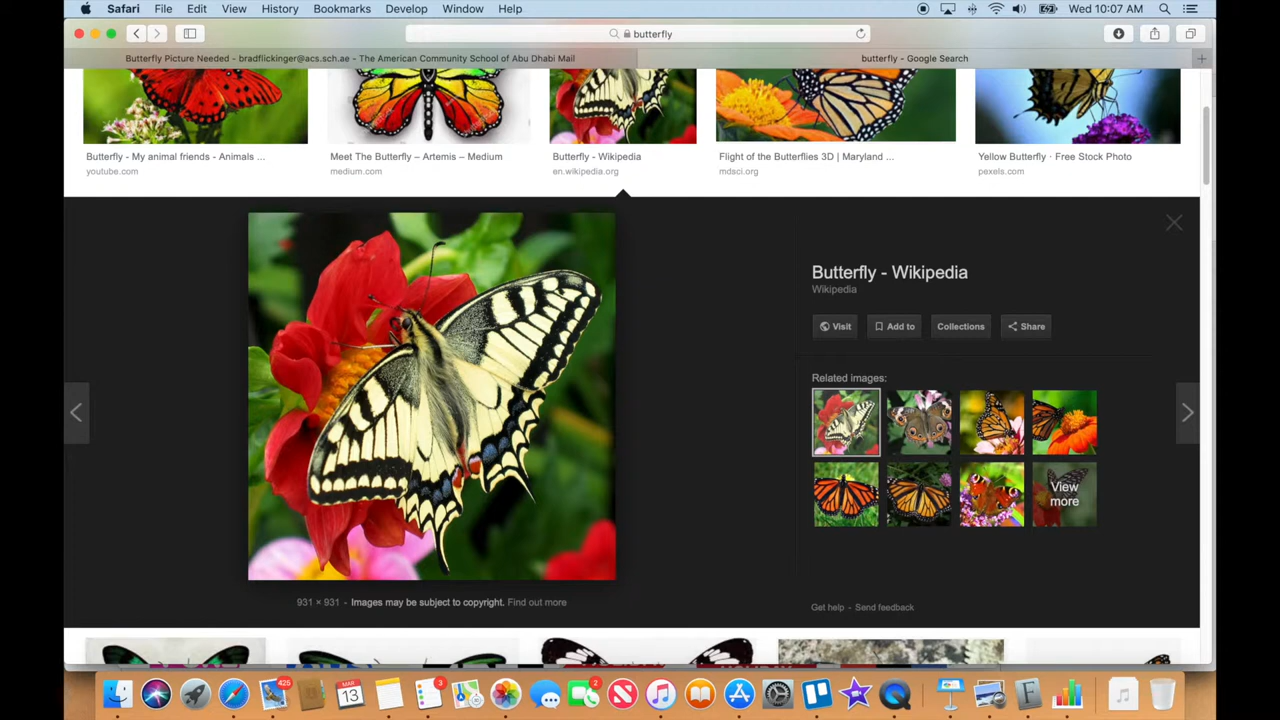 Safari File Edit View History Bookmarks Develop Window Help Wed 10:07 AM
butterfly
Butterfly Picture Needed - bradflickinger@acs.sch.ae - The American Community School of Abu Dhabi Mail
butterfly - Google Search
Butterfly - My animal friends - Animals ...
youtube.com
Meet The Butterfly – Artemis – Medium
medium.com
Butterfly - Wikipedia
en.wikipedia.org
Flight of the Butterflies 3D | Maryland ...
mdsci.org
Yellow Butterfly · Free Stock Photo
pexels.com
Butterfly - Wikipedia
Wikipedia
Visit
Add to
Collections
Share
Related images:
View
more
931 × 931 - Images may be subject to copyright. Find out more
Get help - Send feedback
425
MAR
13
3
2